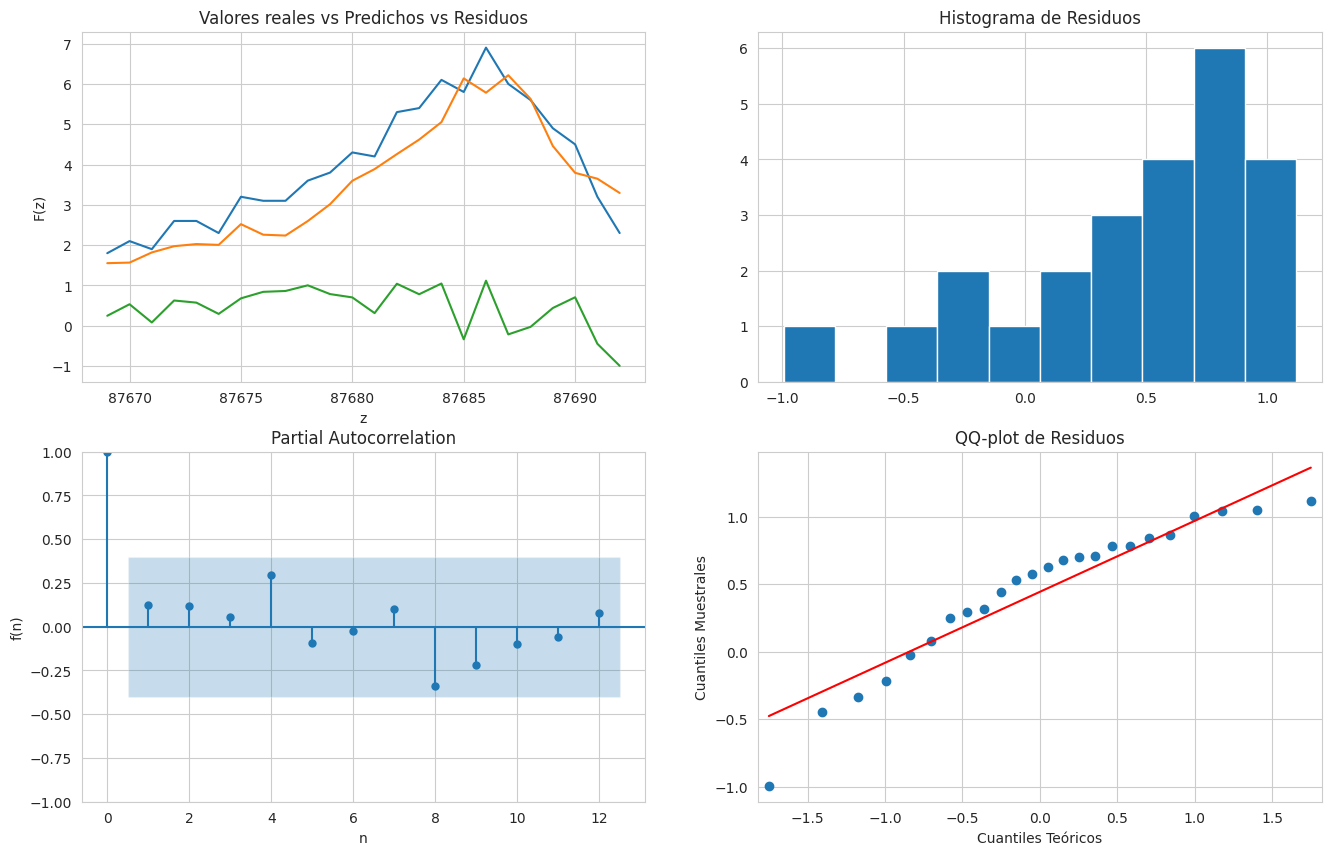 Valores reales vs Predichos vs Residuos
7
6
5
4
3
2
1
0
−1
F(z)
87670 87675 87680 87685 87690
z
Histograma de Residuos
6
5
4
3
2
1
0
−1.0 −0.5 0.0 0.5 1.0
Partial Autocorrelation
1.00
0.75
0.50
0.25
0.00
−0.25
−0.50
−0.75
−1.00
f(n)
0 2 4 6 8 10 12
n
QQ-plot de Residuos
1.0
0.5
0.0
−0.5
−1.0
Cuantiles Muestrales
−1.5 −1.0 −0.5 0.0 0.5 1.0 1.5
Cuantiles Teóricos